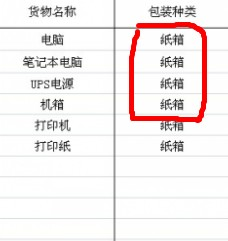 货物名称 包装种类
电脑 纸箱
笔记本电脑 纸箱
UPS电源 纸箱
机箱 纸箱
打印机 纸箱
打印纸 纸箱